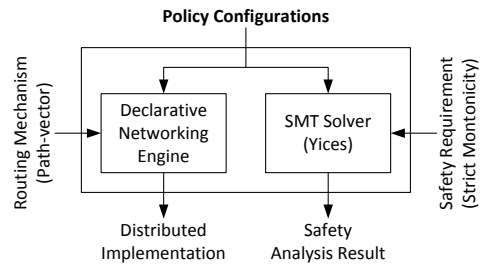 Policy Configurations
Routing Mechanism
(Path-vector)
Declarative
Networking
Engine
SMT Solver
(Yices)
Safety Requirement
(Strict Montonicity)
Distributed
Implementation
Safety
Analysis Result